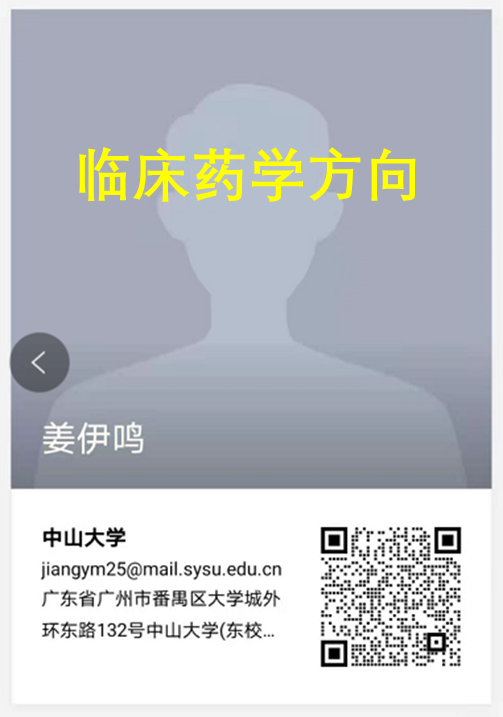 临床药学方向
姜伊鸣
中山大学
jiangym25@mail.sysu.edu.cn
广东省广州市番禺区大学城外
环东路132号中山大学(东校...